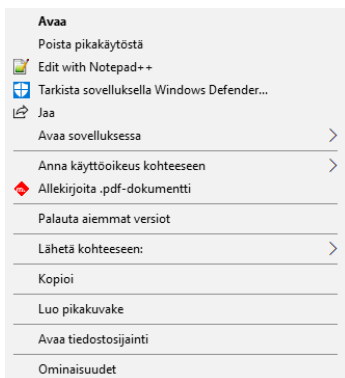 Avaa
Poista pikakäytöstä
Edit with Notepad++
Tarkista sovelluksella Windows Defender...
Jaa
Avaa sovelluksessa
Anna käyttöoikeus kohteeseen
Allekirjoita .pdf-dokumentti
Palauta aiemmat versiot
Lähetä kohteeseen:
Kopioi
Luo pikakuvake
Avaa tiedostosijainti
Ominaisuudet